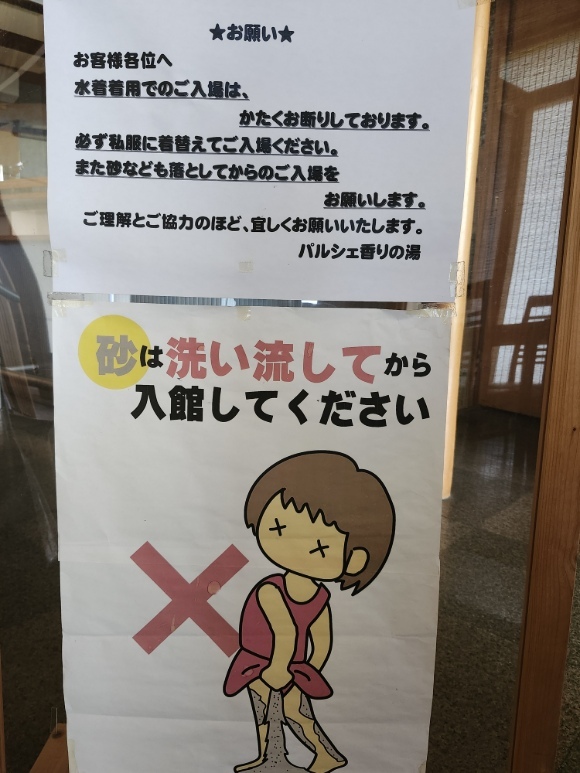 ★お願い★
お客様各位へ
水着着用でのご入場は、
かたくお断りしております。
必ず私服に着替えてご入場ください。
また砂なども落としてからのご入場を
お願いします。
ご理解とご協力のほど、宜しくお願いいたします。
パルシェ香りの湯
砂は洗い流してから
入館してください